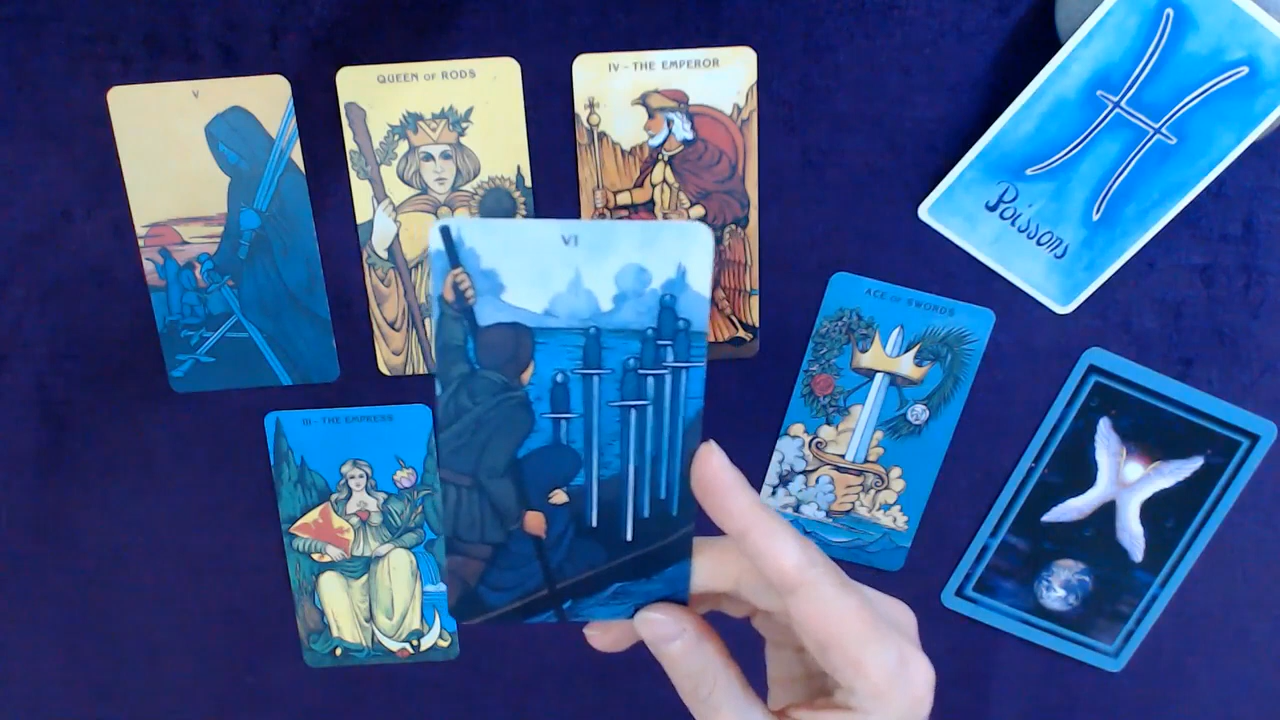 V
QUEEN OF RODS
IV - THE EMPEROR
Poissons
VI
ACE OF SWORDS
III - THE EMPRESS